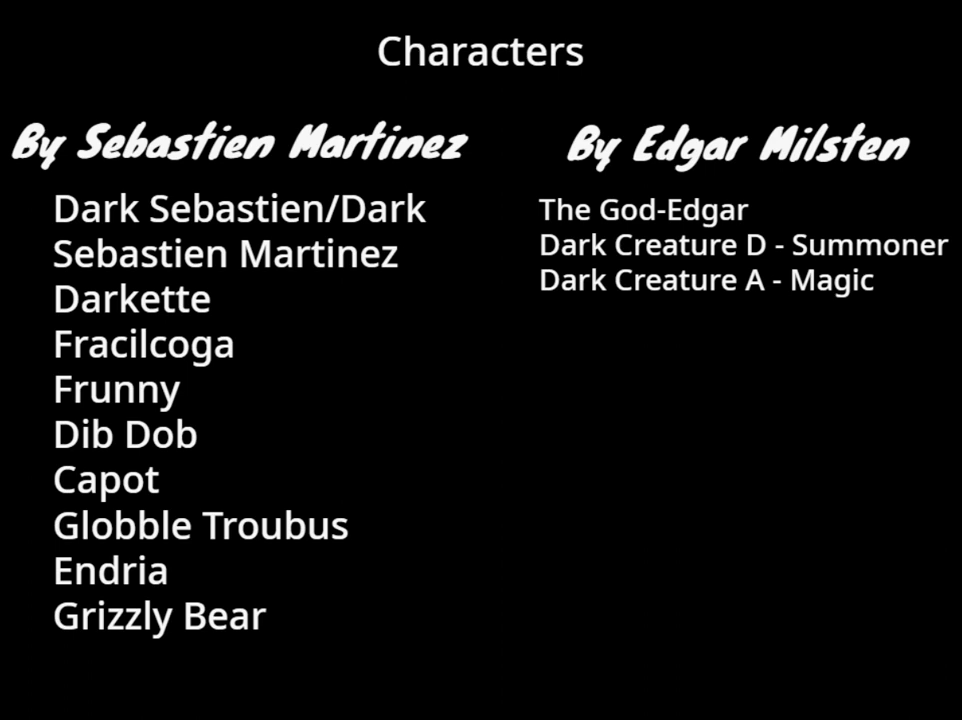 Characters
By Sebastien Martinez
Dark Sebastien/Dark
Sebastien Martinez
Darkette
Fracilcoga
Frunny
Dib Dob
Capot
Globble Troubus
Endria
Grizzly Bear
By Edgar Milsten
The God-Edgar
Dark Creature D - Summoner
Dark Creature A - Magic